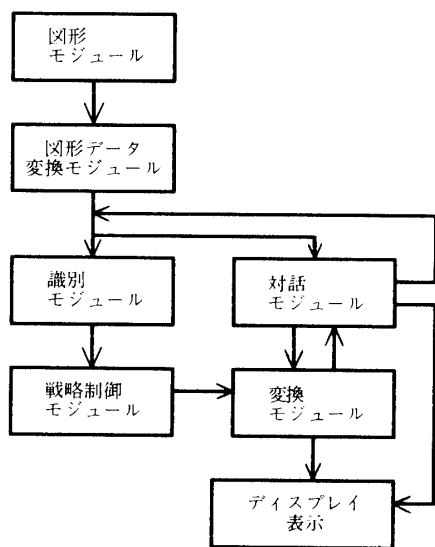 図形
モジュール
図形データ
変換モジュール
識別
モジュール
対話
モジュール
戦略制御
モジュール
変換
モジュール
ディスプレイ
表示